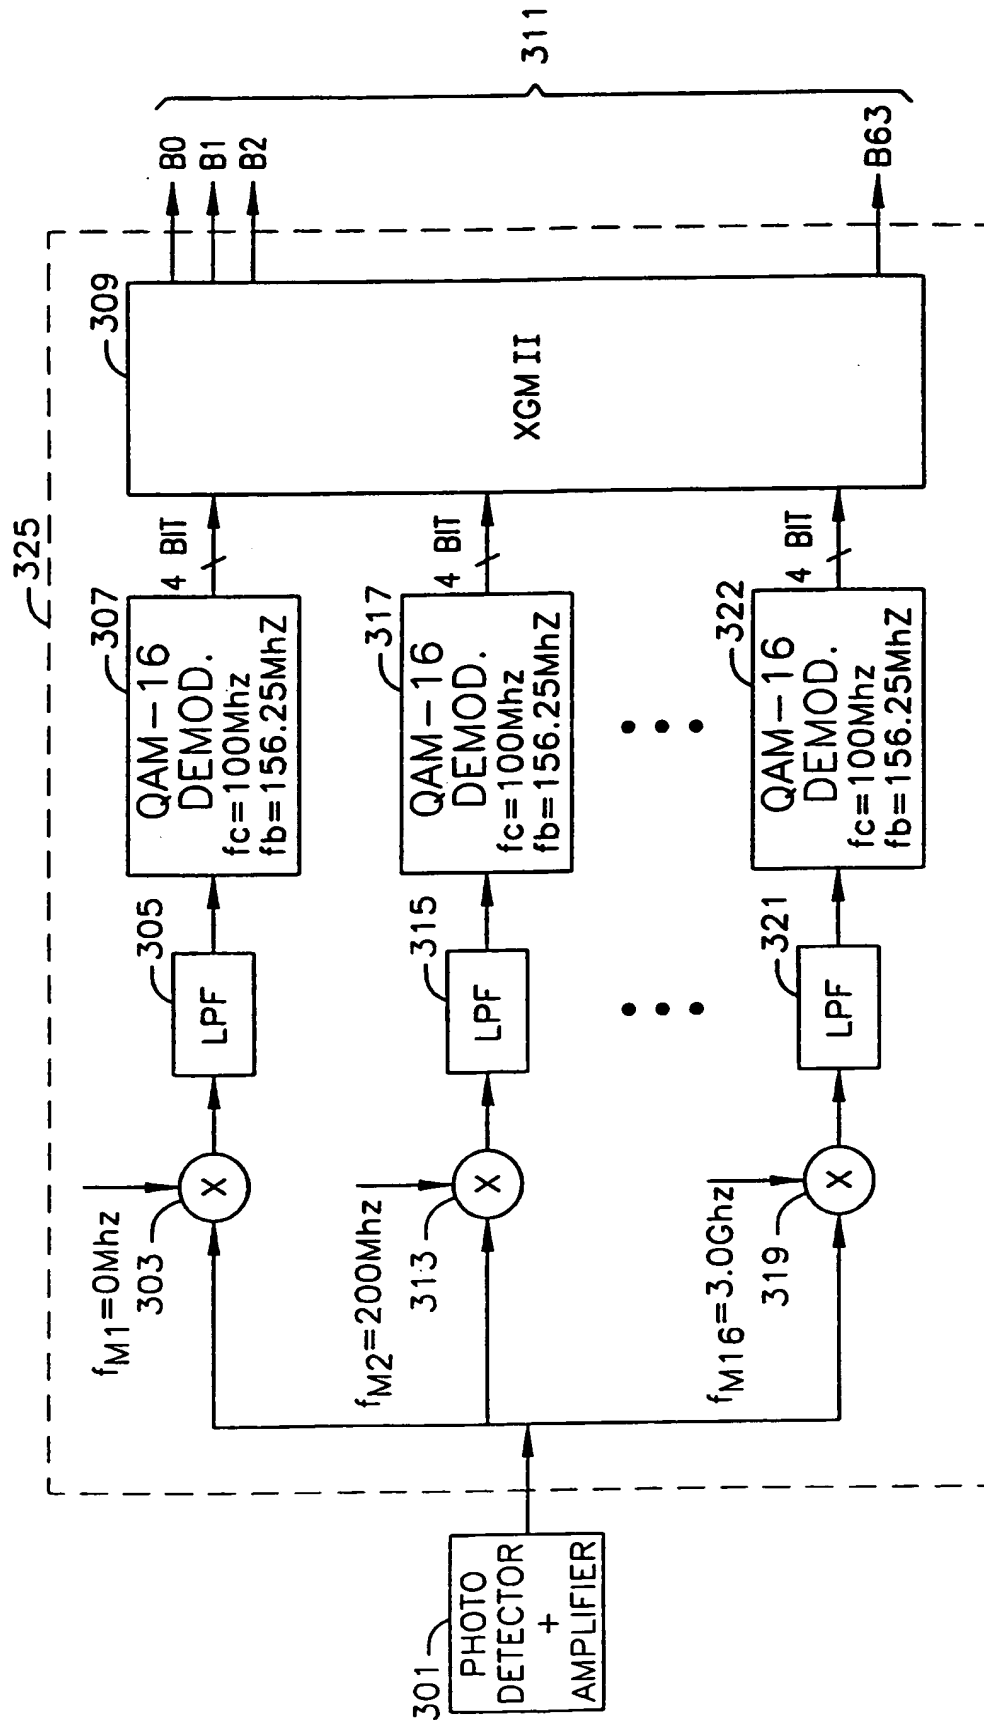 325
301
PHOTO
DETECTOR
+
AMPLIFIER
fM1=0Mhz
303
X
305
LPF
307
QAM-16
DEMOD.
fc=100Mhz
fb=156.25MhZ
4 BIT
fM2=200Mhz
313
X
315
LPF
317
QAM-16
DEMOD.
fc=100Mhz
fb=156.25MhZ
4 BIT
fM16=3.0Ghz
319
X
321
LPF
322
QAM-16
DEMOD.
fc=100Mhz
fb=156.25MhZ
4 BIT
309
XGM II
B0
B1
B2
B63
311